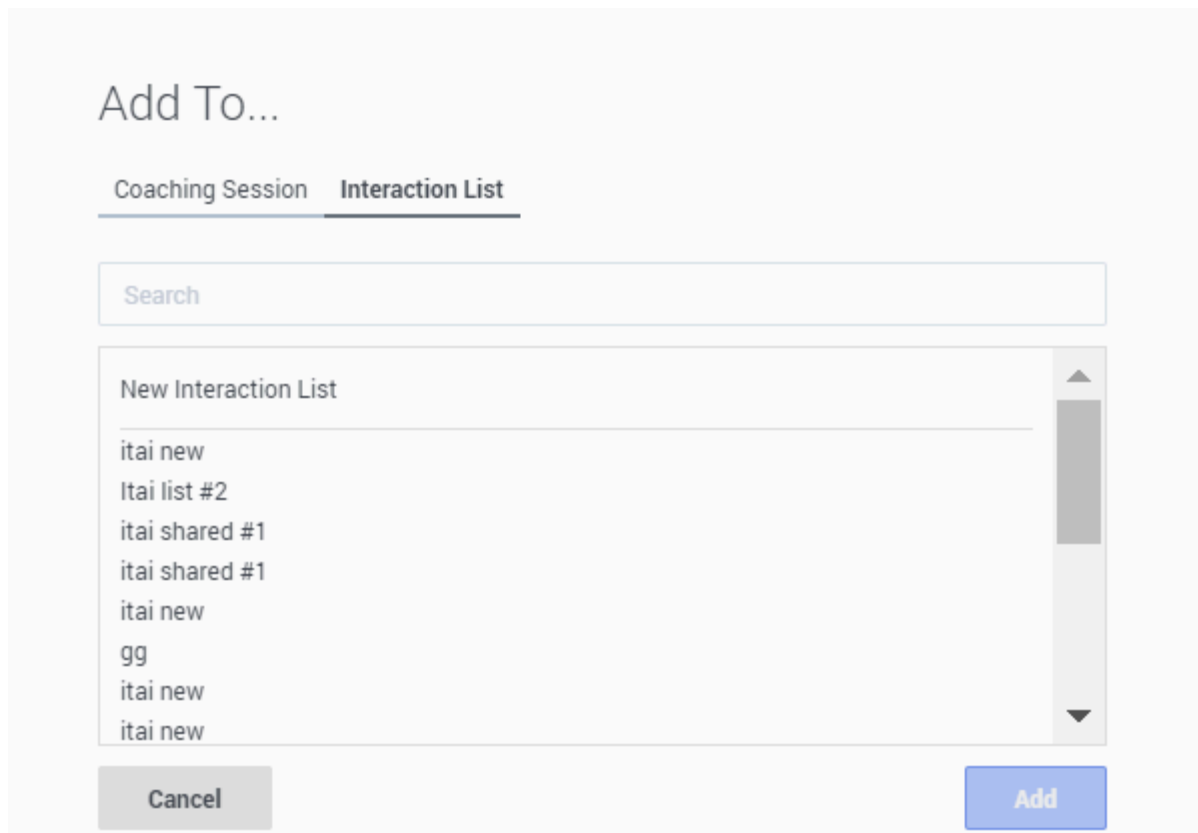 Add To...
Coaching Session Interaction List
Search
New Interaction List
itai new
Itai list #2
itai shared #1
itai shared #1
itai new
gg
itai new
itai new
Cancel Add